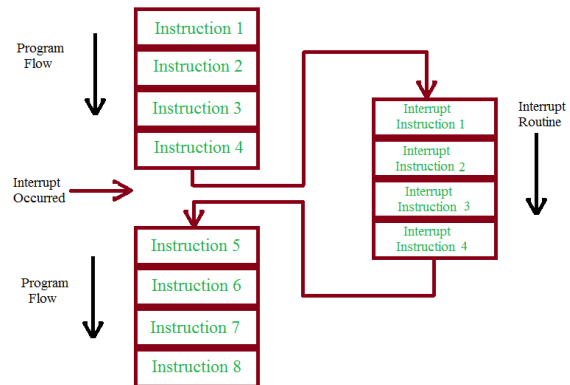 Program
Flow
Instruction 1
Instruction 2
Instruction 3
Instruction 4
Interrupt
Occurred
Interrupt
Instruction 1
Interrupt
Instruction 2
Interrupt
Instruction 3
Interrupt
Instruction 4
Interrupt
Routine
Program
Flow
Instruction 5
Instruction 6
Instruction 7
Instruction 8